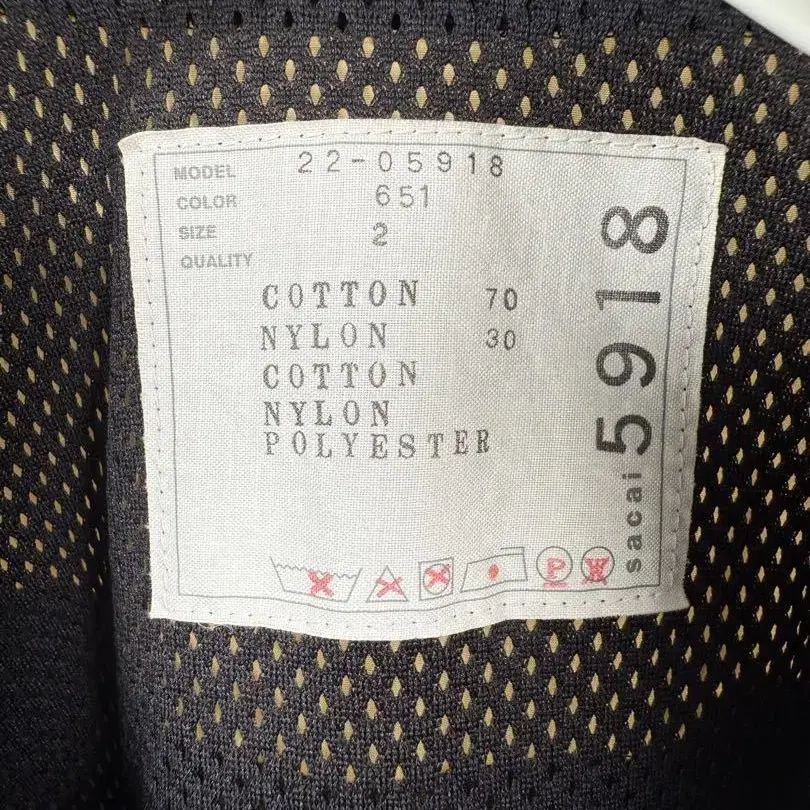 MODEL 22-05918
COLOR 651
SIZE 2
QUALITY
COTTON 70
NYLON 30
COTTON
NYLON
POLYESTER
P W
sacai 5918